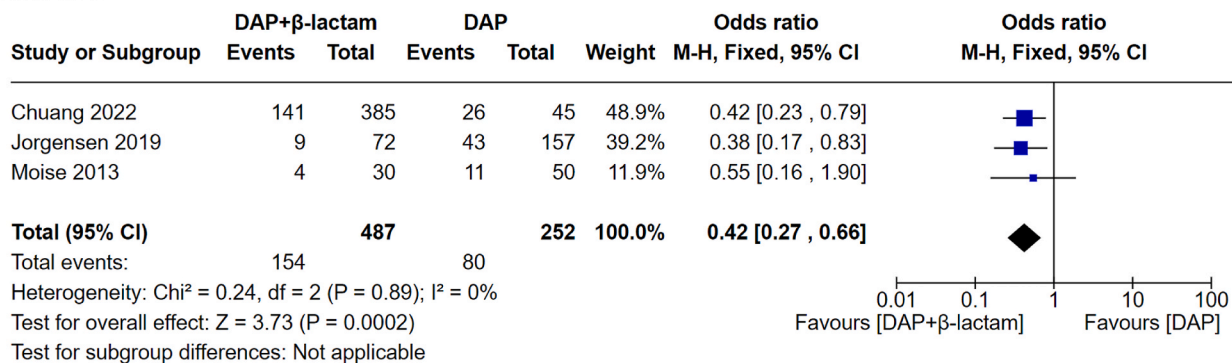 DAP+β-lactam DAP Odds ratio Odds ratio
Study or Subgroup Events Total Events Total Weight M-H, Fixed, 95% CI M-H, Fixed, 95% CI
Chuang 2022 141 385 26 45 48.9% 0.42 [0.23 , 0.79]
Jorgensen 2019 9 72 43 157 39.2% 0.38 [0.17 , 0.83]
Moise 2013 4 30 11 50 11.9% 0.55 [0.16 , 1.90]
Total (95% CI) 487 252 100.0% 0.42 [0.27 , 0.66]
Total events: 154 80
Heterogeneity: Chi² = 0.24, df = 2 (P = 0.89); I² = 0%
0.01 0.1 1 10 100
Test for overall effect: Z = 3.73 (P = 0.0002)
Favours [DAP+β-lactam] Favours [DAP]
Test for subgroup differences: Not applicable